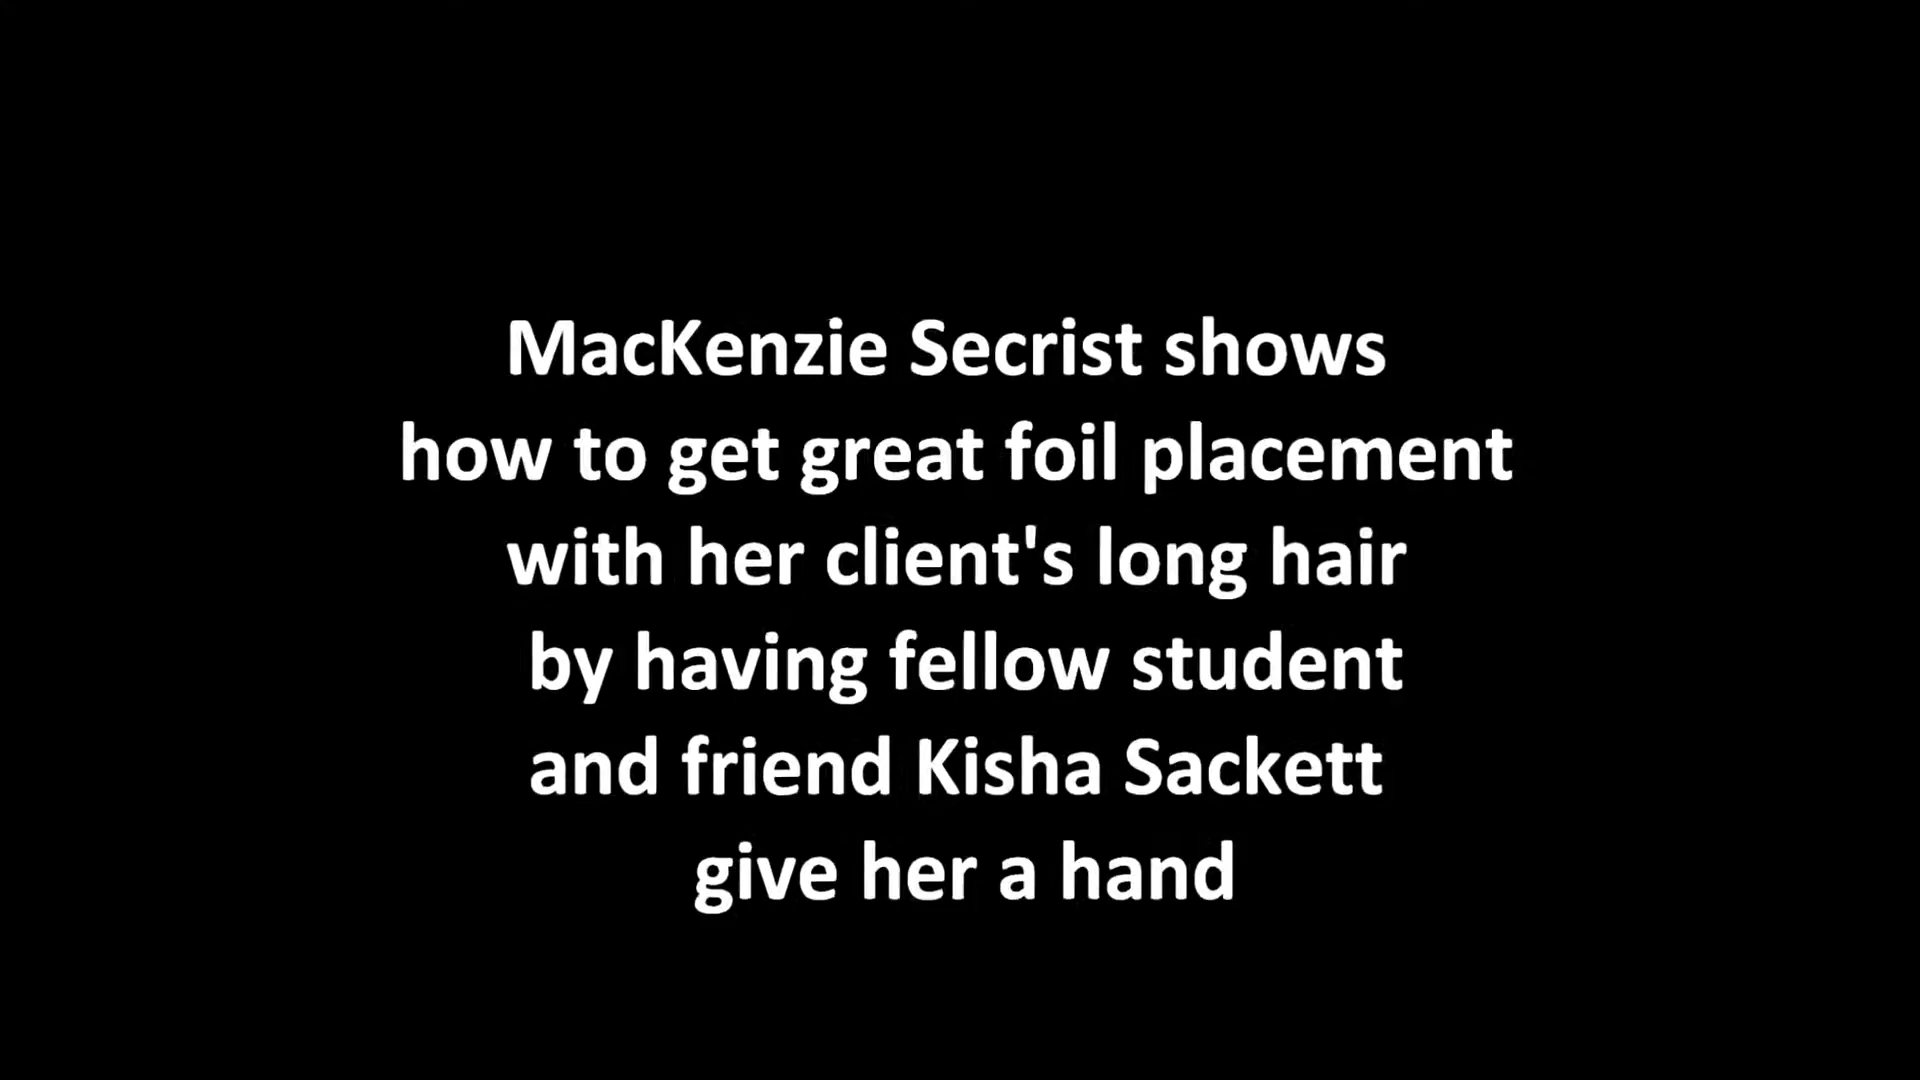 MacKenzie Secrist shows
how to get great foil placement
with her client's long hair
by having fellow student
and friend Kisha Sackett
give her a hand